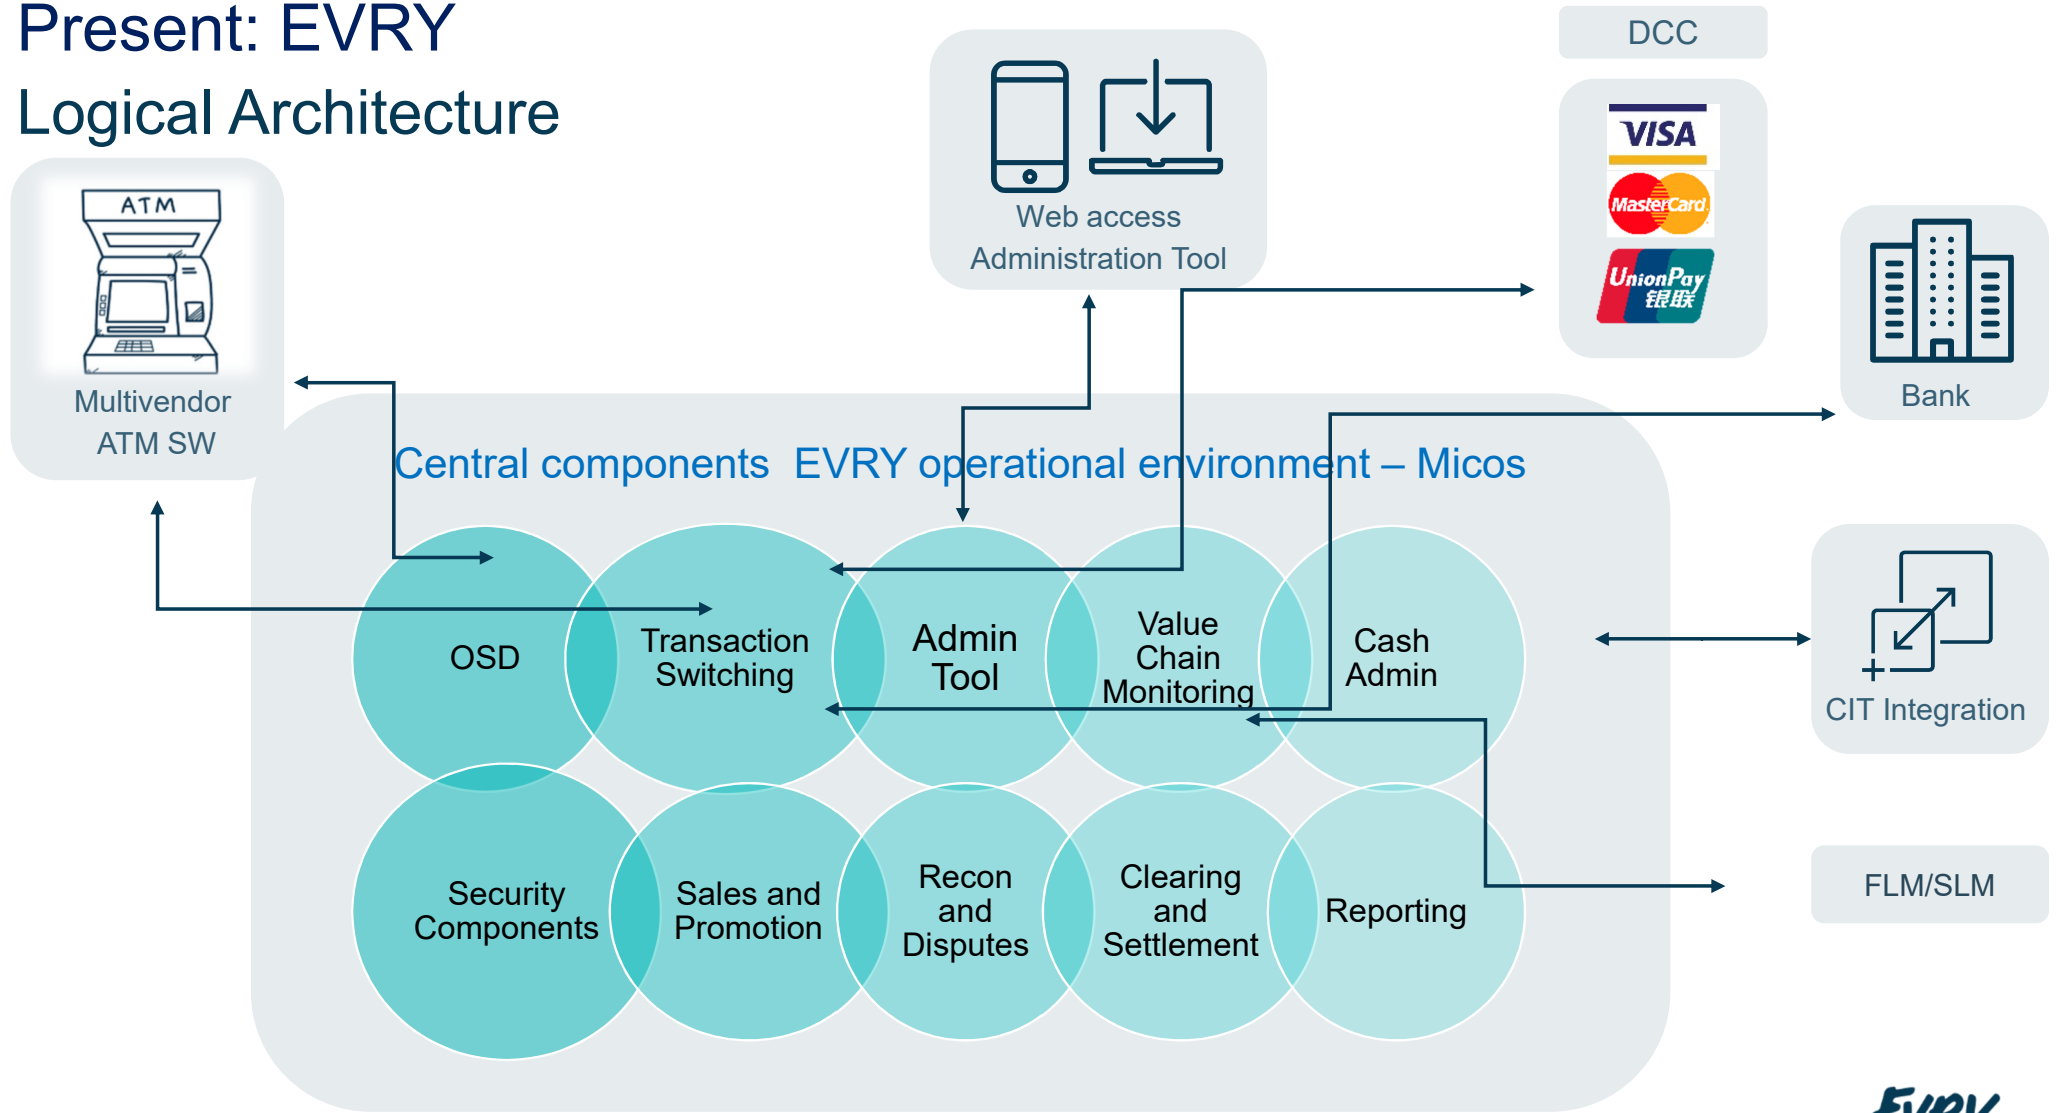 Present: EVRY
Logical Architecture
DCC
VISA
MasterCard
UnionPay
银联
ATM
Multivendor
ATM SW
Web access
Administration Tool
Bank
Central components  EVRY operational environment – Micos
OSD
Transaction
Switching
Admin
Tool
Value
Chain
Monitoring
Cash
Admin
CIT Integration
Security
Components
Sales and
Promotion
Recon
and
Disputes
Clearing
and
Settlement
Reporting
FLM/SLM
EVRY